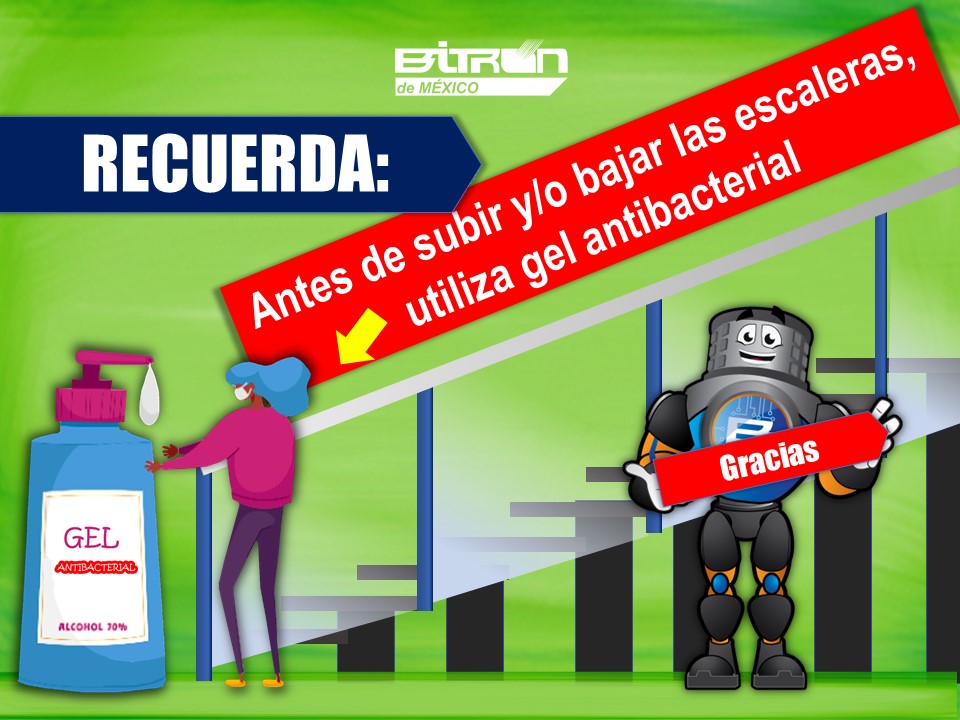 BiTRON
de MÉXICO
RECUERDA:
Antes de subir y/o bajar las escaleras,
utiliza gel antibacterial
GEL
ANTIBACTERIAL
ALCOHOL 70%
Gracias